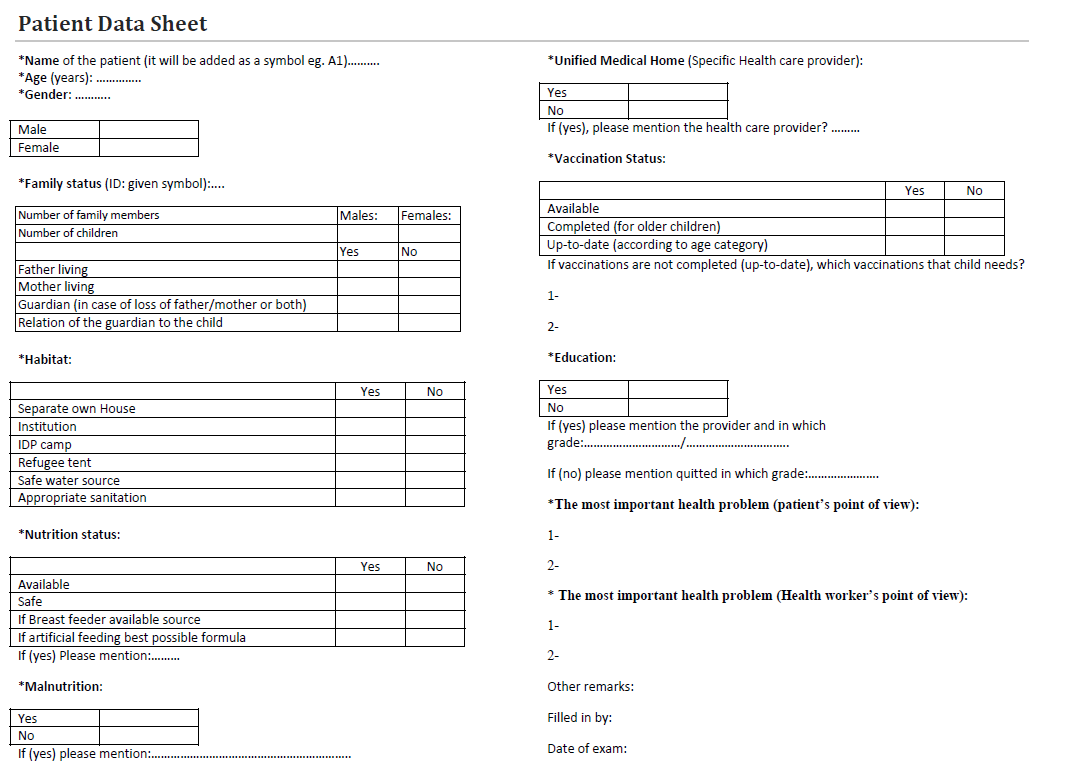 Patient Data Sheet
*Name of the patient (it will be added as a symbol eg. A1)..........
*Age (years): ..............
*Gender: ...........
Male
Female
*Family status (ID: given symbol):....
Number of family members Males: Females:
Number of children
Yes No
Father living
Mother living
Guardian (in case of loss of father/mother or both)
Relation of the guardian to the child
*Habitat:
Yes No
Separate own House
Institution
IDP camp
Refugee tent
Safe water source
Appropriate sanitation
*Nutrition status:
Yes No
Available
Safe
If Breast feeder available source
If artificial feeding best possible formula
If (yes) Please mention:.........
*Malnutrition:
Yes
No
If (yes) please mention:..............................................................
*Unified Medical Home (Specific Health care provider):
Yes
No
If (yes), please mention the health care provider? .........
*Vaccination Status:
Yes No
Available
Completed (for older children)
Up-to-date (according to age category)
If vaccinations are not completed (up-to-date), which vaccinations that child needs?
1-
2-
*Education:
Yes
No
If (yes) please mention the provider and in which
grade:............................../................................
If (no) please mention quitted in which grade:......................
*The most important health problem (patient's point of view):
1-
2-
* The most important health problem (Health worker's point of view):
1-
2-
Other remarks:
Filled in by:
Date of exam: